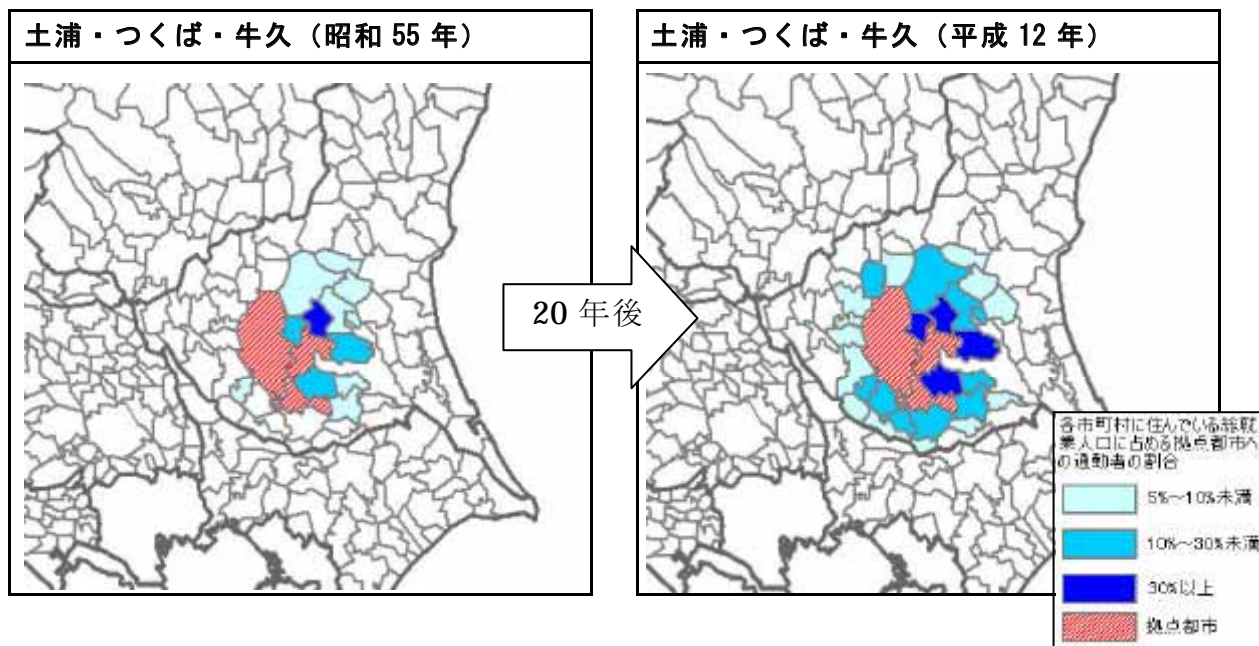 土浦・つくば・牛久（昭和 55 年）
土浦・つくば・牛久（平成 12 年）
20 年後
各市町村に住んでいる総就
業人口に占める拠点都市へ
の通勤者の割合
5%～10%未満
10%～30%未満
30%以上
拠点都市